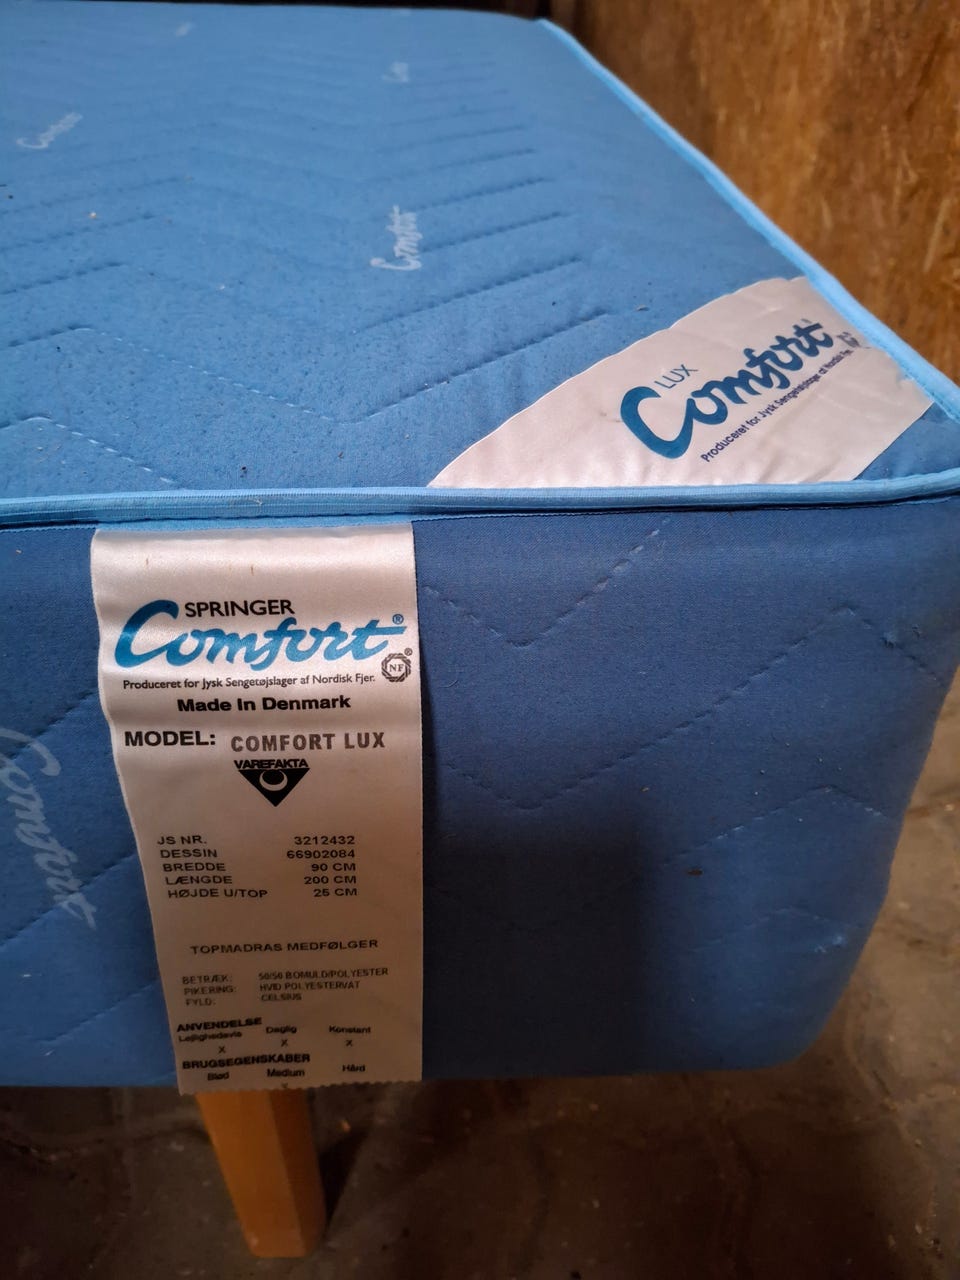 Comfort
Comfort
LUX
Comfort
Produceret for Jysk Sengetøjslager af Nordisk Fjer.
SPRINGER
Comfort®
NF®
Produceret for Jysk Sengetøjslager af Nordisk Fjer.
Made In Denmark
MODEL: COMFORT LUX
VAREFAKTA
JS NR. 3212432
DESSIN 66902084
BREDDE 90 CM
LÆNGDE 200 CM
HØJDE U/TOP 25 CM
TOPMADRAS MEDFØLGER
BETRÆK: 50/50 BOMULD/POLYESTER
PIKERING: HVID POLYESTERVAT
FYLD: CELSIUS
ANVENDELSE
Lejlighedsvis Daglig Konstant
X X X
BRUGSEGENSKABER
Blød Medium Hård
X
Comfort